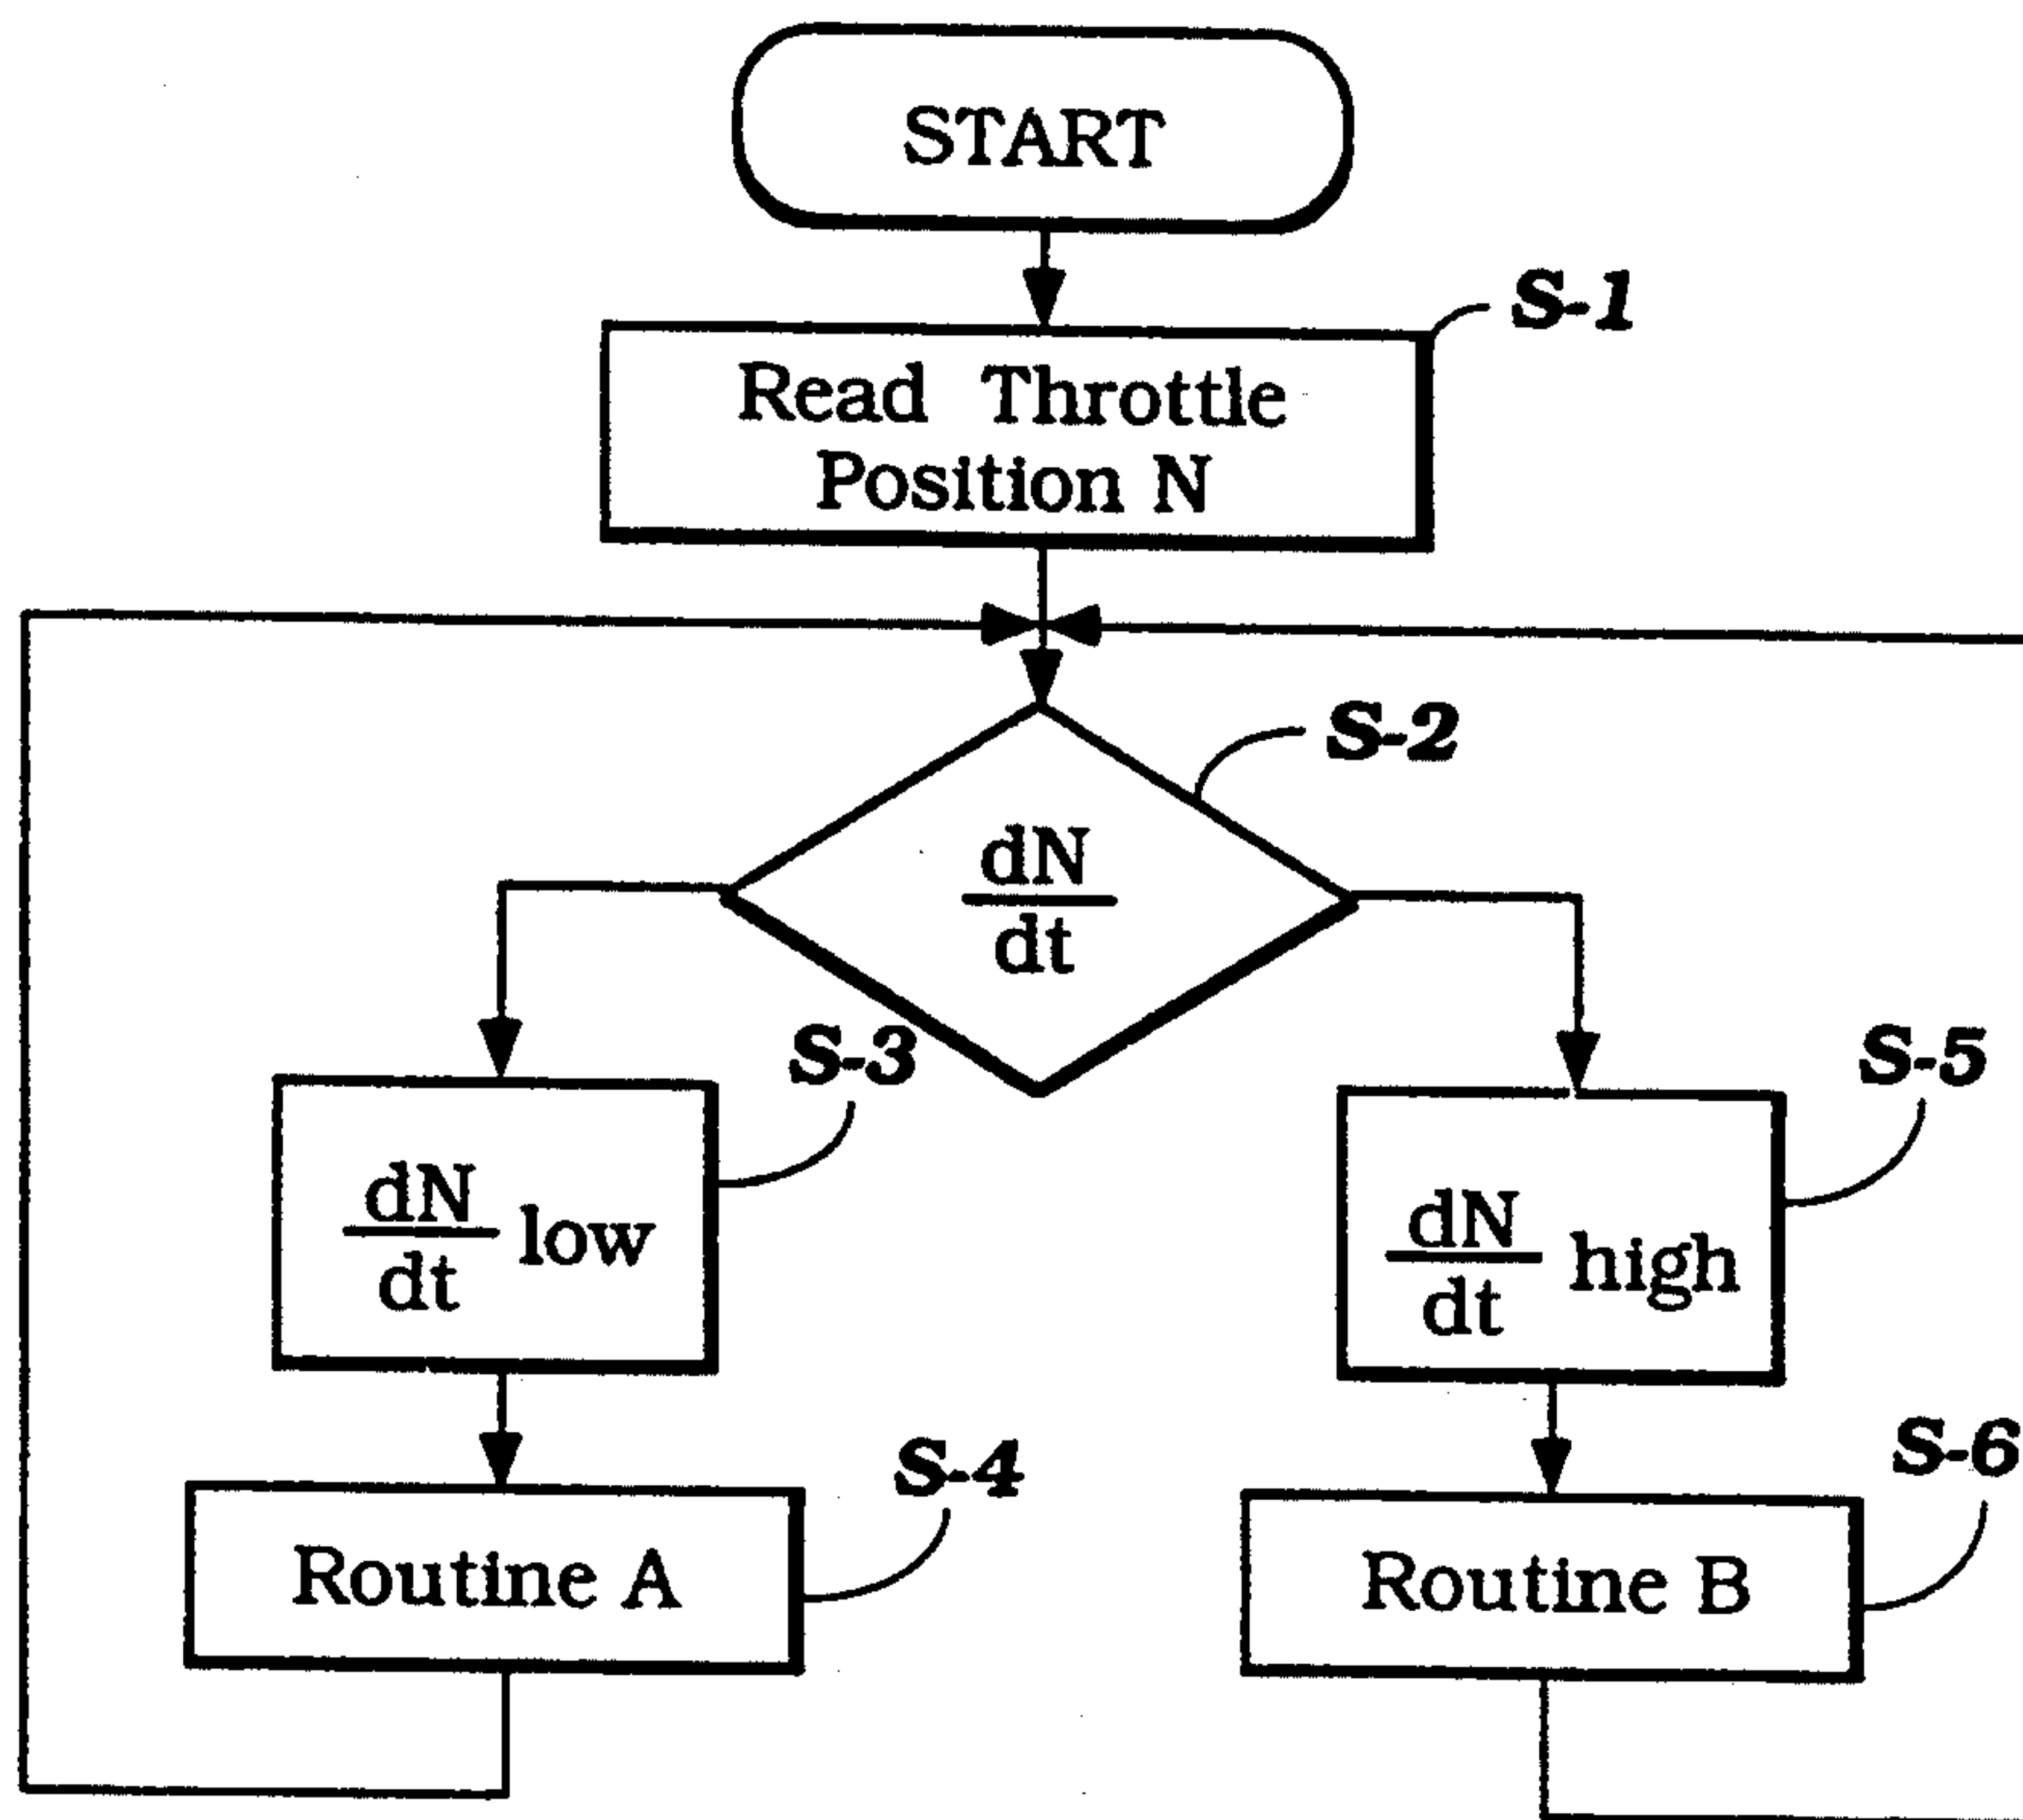 START
S-1
Read Throttle
Position N
S-2
dN
dt
S-3
dN
dt
low
S-5
dN
dt
high
S-4
Routine A
S-6
Routine B